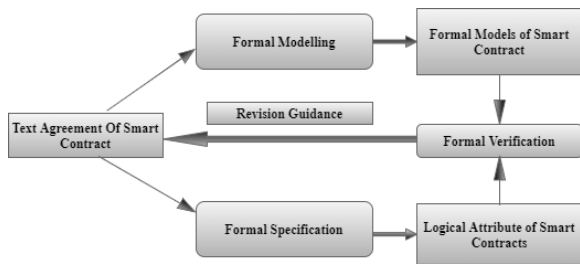 Formal Modelling
Formal Models of Smart
Contract
Revision Guidance
Text Agreement Of Smart
Contract
Formal Verification
Formal Specification
Logical Attribute of Smart
Contracts